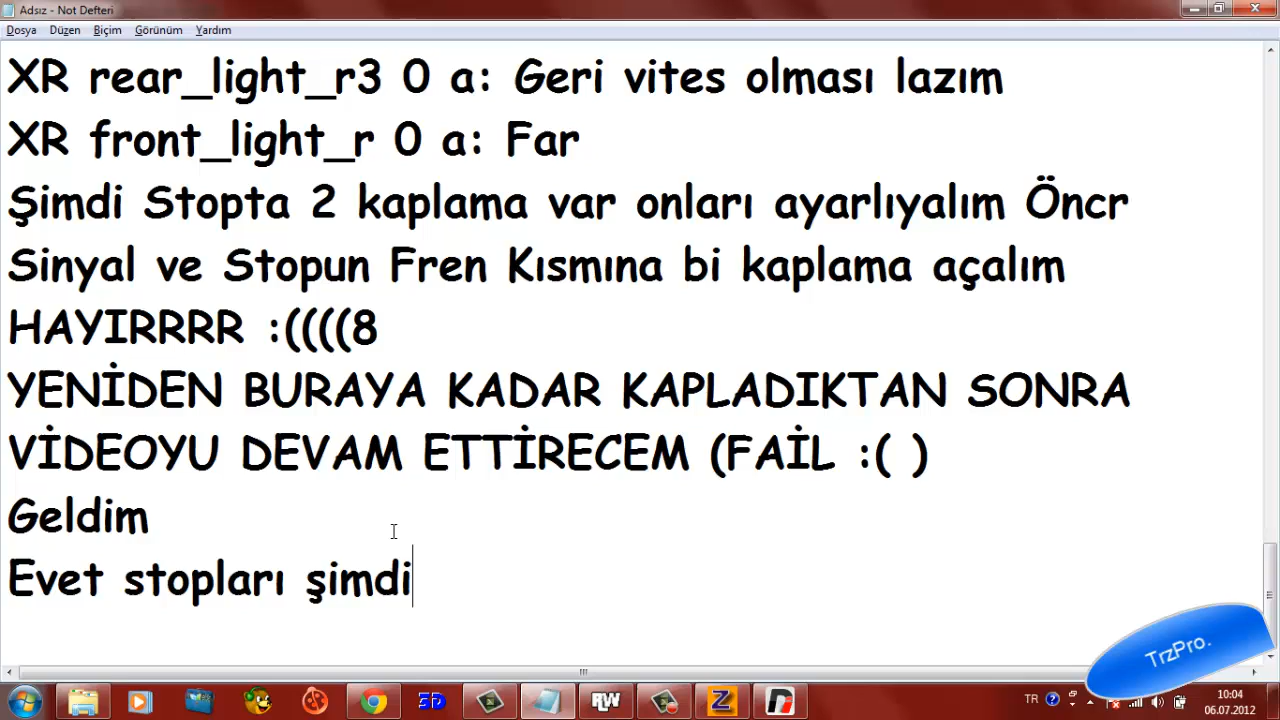 Adsız - Not Defteri
Dosya Düzen Biçim Görünüm Yardım
XR rear_light_r3 0 a: Geri vites olması lazım
XR front_light_r 0 a: Far
Şimdi Stopta 2 kaplama var onları ayarlıyalım Öncr
Sinyal ve Stopun Fren Kısmına bi kaplama açalım
HAYIRRRR :((((8
YENİDEN BURAYA KADAR KAPLADIKTAN SONRA
VİDEOYU DEVAM ETTİRECEM (FAİL :( )
Geldim
Evet stopları şimdi
TrzPro.
3D
RW
Z
TR
10:04
06.07.2012